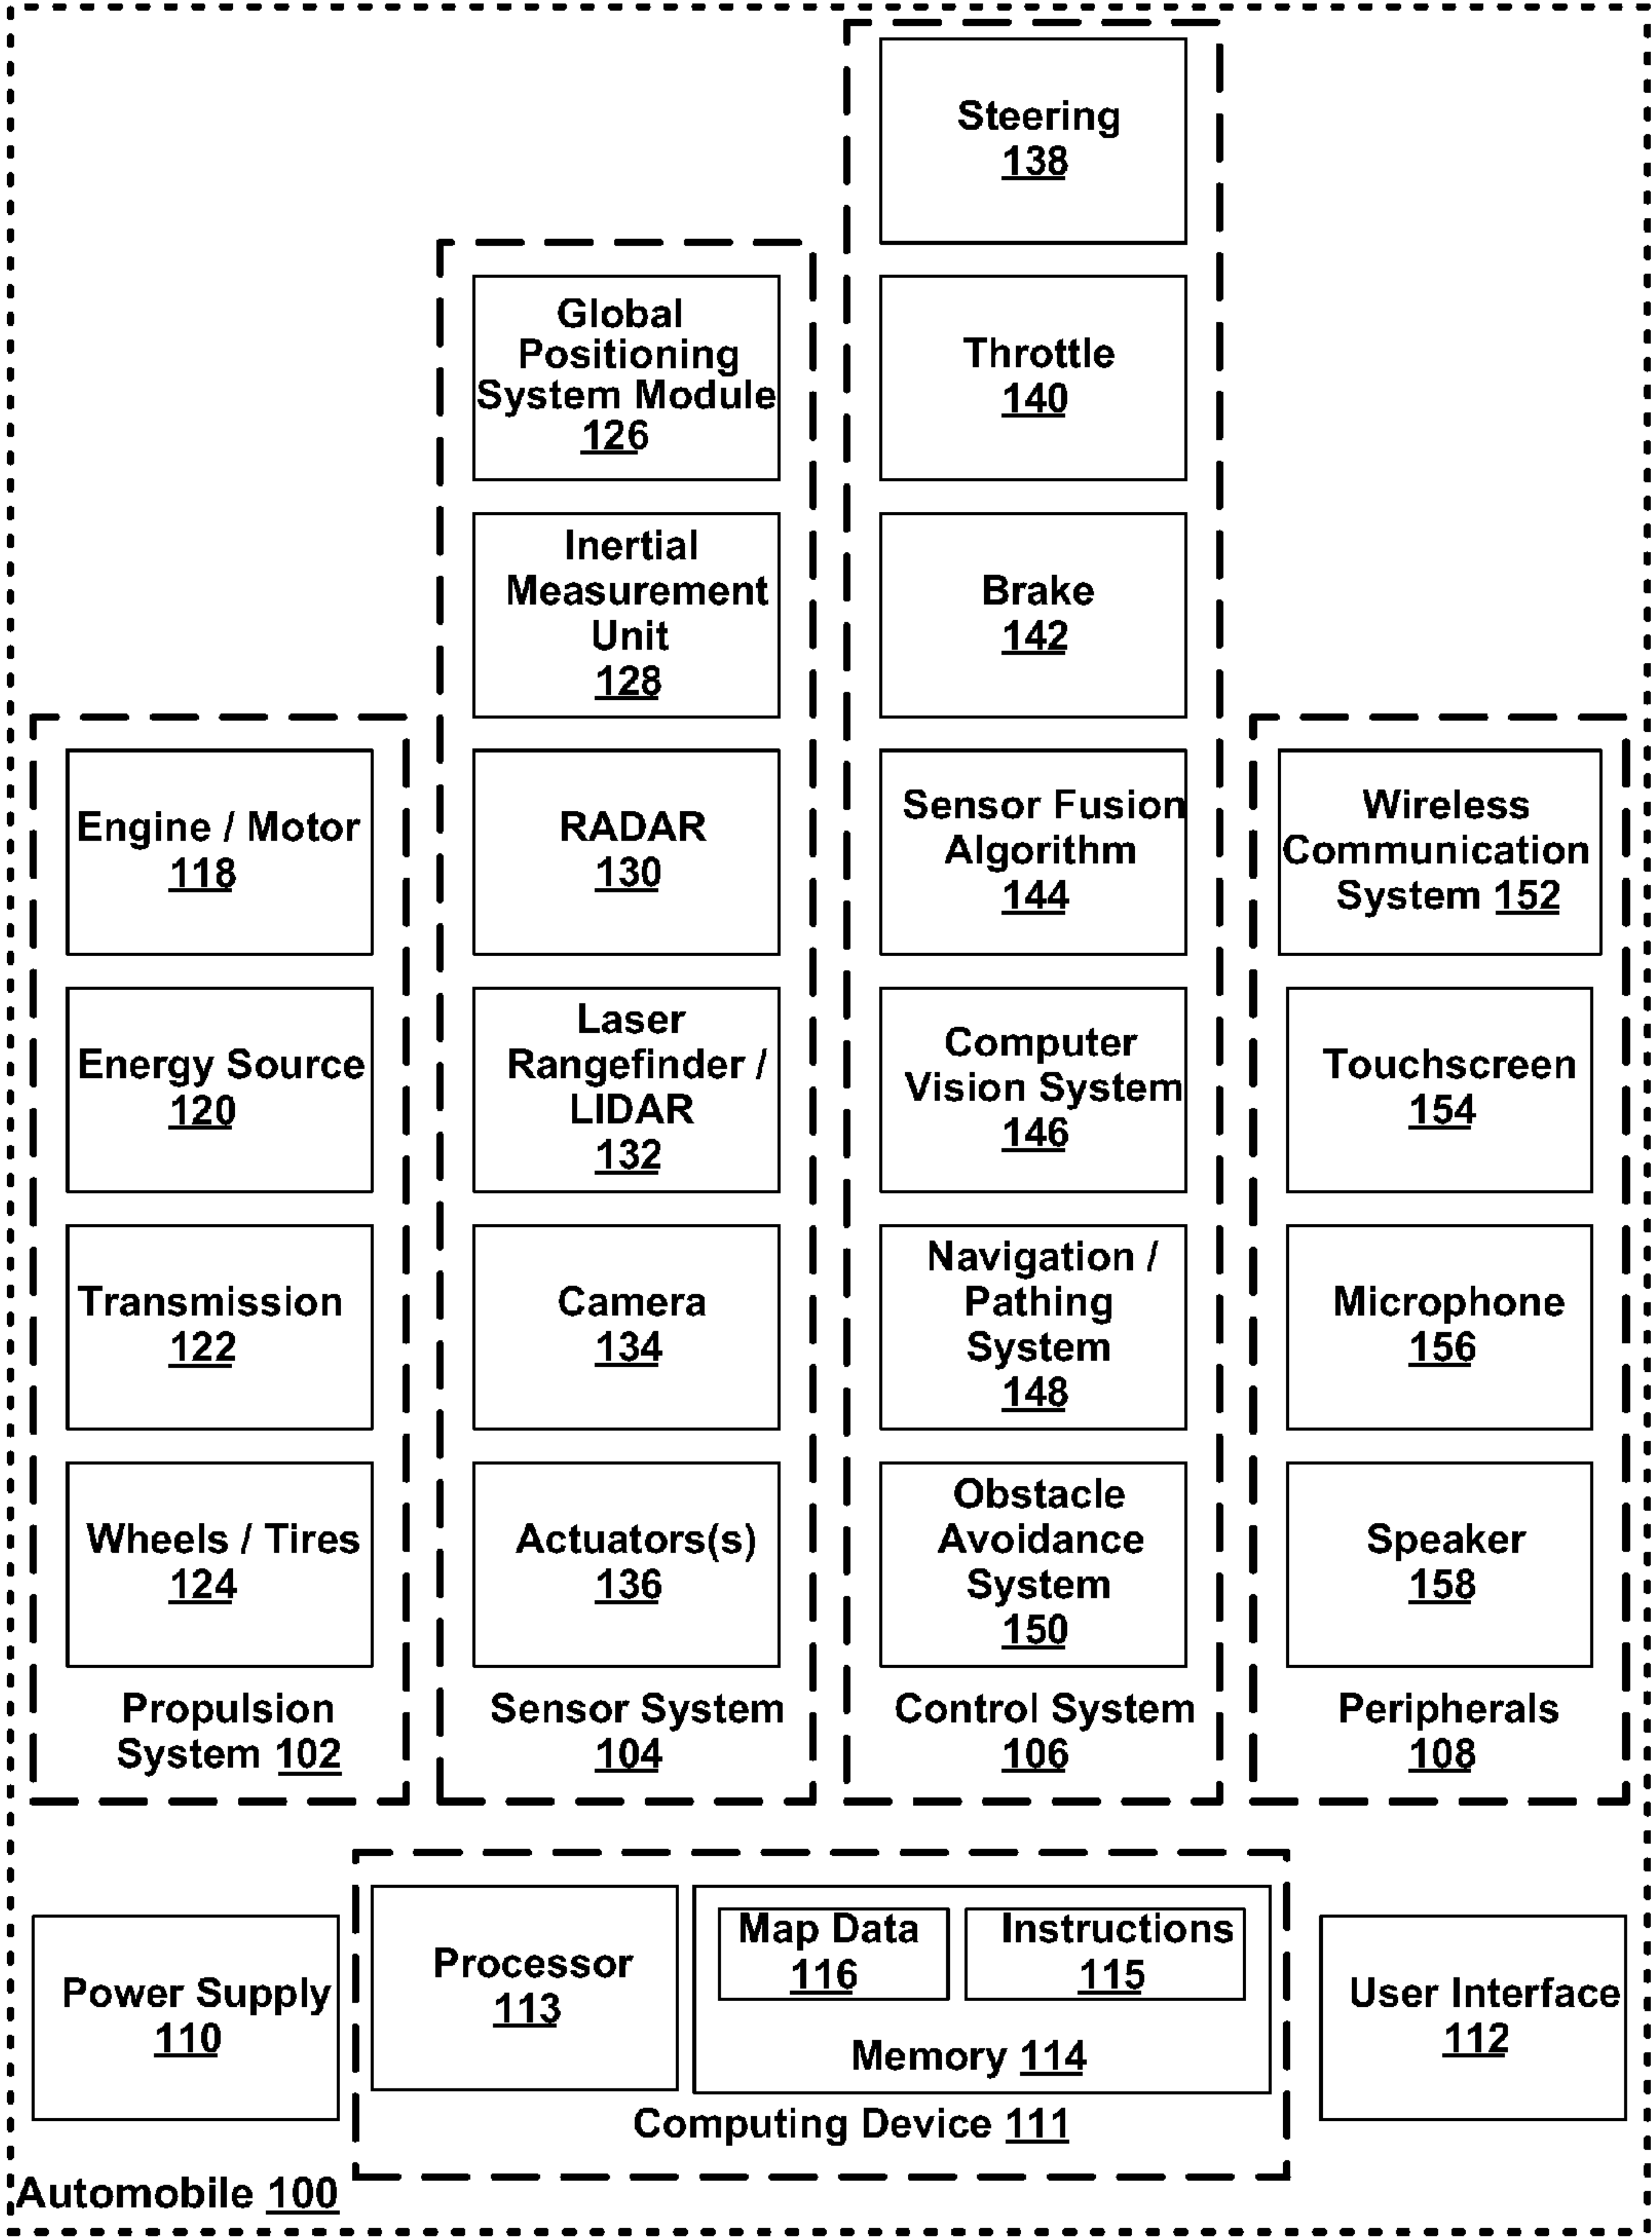 Steering
138
Throttle
140
Brake
142
Sensor Fusion
Algorithm
144
Computer
Vision System
146
Navigation /
Pathing
System
148
Obstacle
Avoidance
System
150
Control System
106
Global
Positioning
System Module
126
Inertial
Measurement
Unit
128
RADAR
130
Laser
Rangefinder /
LIDAR
132
Camera
134
Actuators(s)
136
Sensor System
104
Engine / Motor
118
Energy Source
120
Transmission
122
Wheels / Tires
124
Propulsion
System 102
Wireless
Communication
System 152
Touchscreen
154
Microphone
156
Speaker
158
Peripherals
108
Power Supply
110
Processor
113
Map Data
116
Instructions
115
Memory 114
Computing Device 111
User Interface
112
Automobile 100